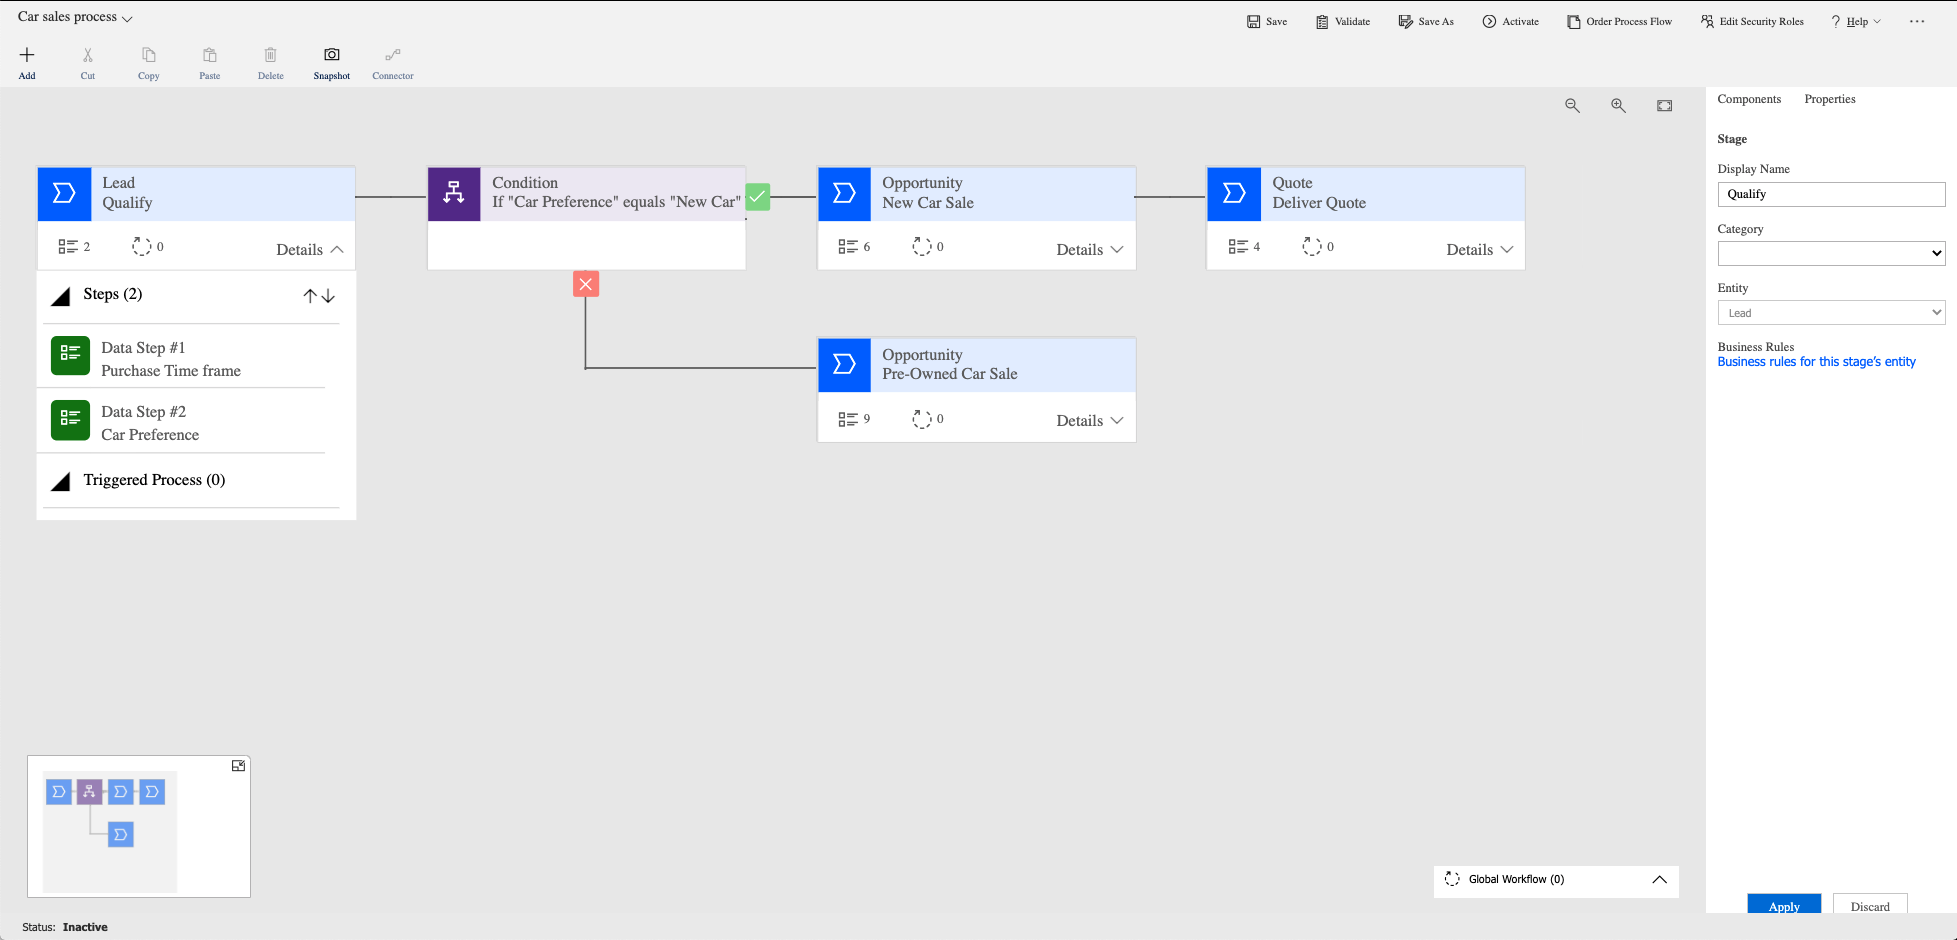 Car sales process
Save
Validate
Save As
Activate
Order Process Flow
Edit Security Roles
? Help
...
Add
Cut
Copy
Paste
Delete
Snapshot
Connector
Components
Properties
Lead
Qualify
2
0
Details
Steps (2)
Data Step #1
Purchase Time frame
Data Step #2
Car Preference
Triggered Process (0)
Condition
If "Car Preference" equals "New Car"
Opportunity
New Car Sale
6
0
Details
Quote
Deliver Quote
4
0
Details
Opportunity
Pre-Owned Car Sale
9
0
Details
Stage
Display Name
Qualify
Category
Entity
Lead
Business Rules
Business rules for this stage's entity
Global Workflow (0)
Apply
Discard
Status: Inactive